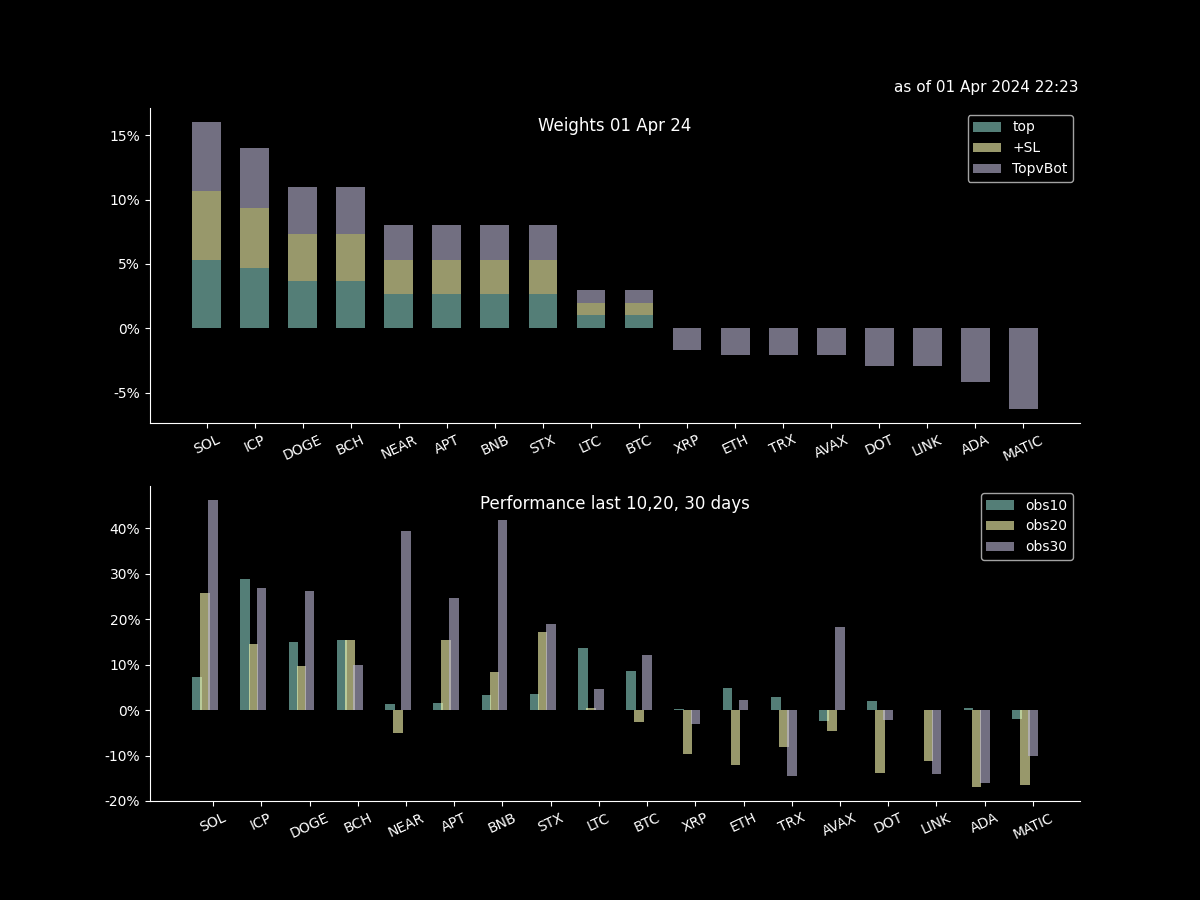 as of 01 Apr 2024 22:23
Weights 01 Apr 24
top
+SL
TopvBot
15%
10%
5%
0%
-5%
SOL ICP DOGE BCH NEAR APT BNB STX LTC BTC XRP ETH TRX AVAX DOT LINK ADA MATIC
Performance last 10,20, 30 days
obs10
obs20
obs30
40%
30%
20%
10%
0%
-10%
-20%
SOL ICP DOGE BCH NEAR APT BNB STX LTC BTC XRP ETH TRX AVAX DOT LINK ADA MATIC